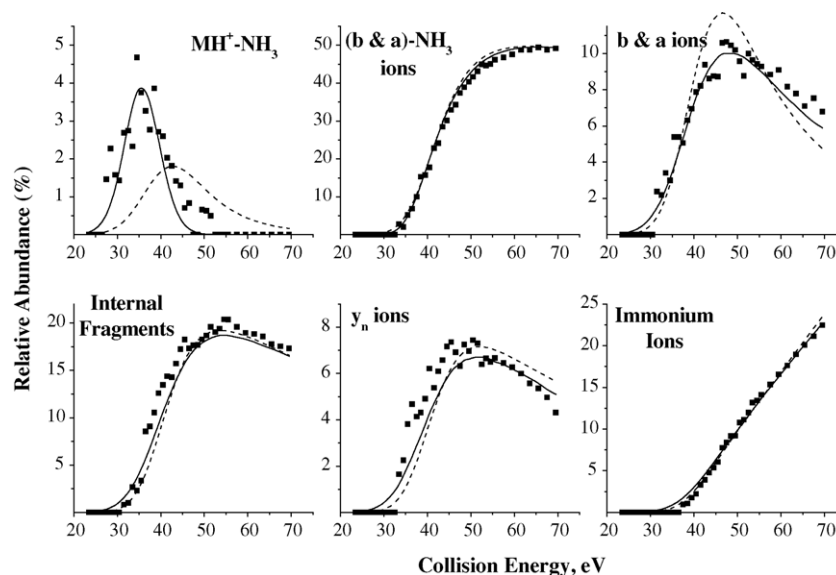 Relative Abundance (%)
MH⁺-NH₃
5
4
3
2
1
20 30 40 50 60 70
(b & a)-NH₃
ions
50
40
30
20
10
20 30 40 50 60 70
b & a ions
10
8
6
4
2
20 30 40 50 60 70
Internal
Fragments
20
15
10
5
20 30 40 50 60 70
yₙ ions
8
6
4
2
20 30 40 50 60 70
Immonium
Ions
25
20
15
10
5
20 30 40 50 60 70
Collision Energy, eV